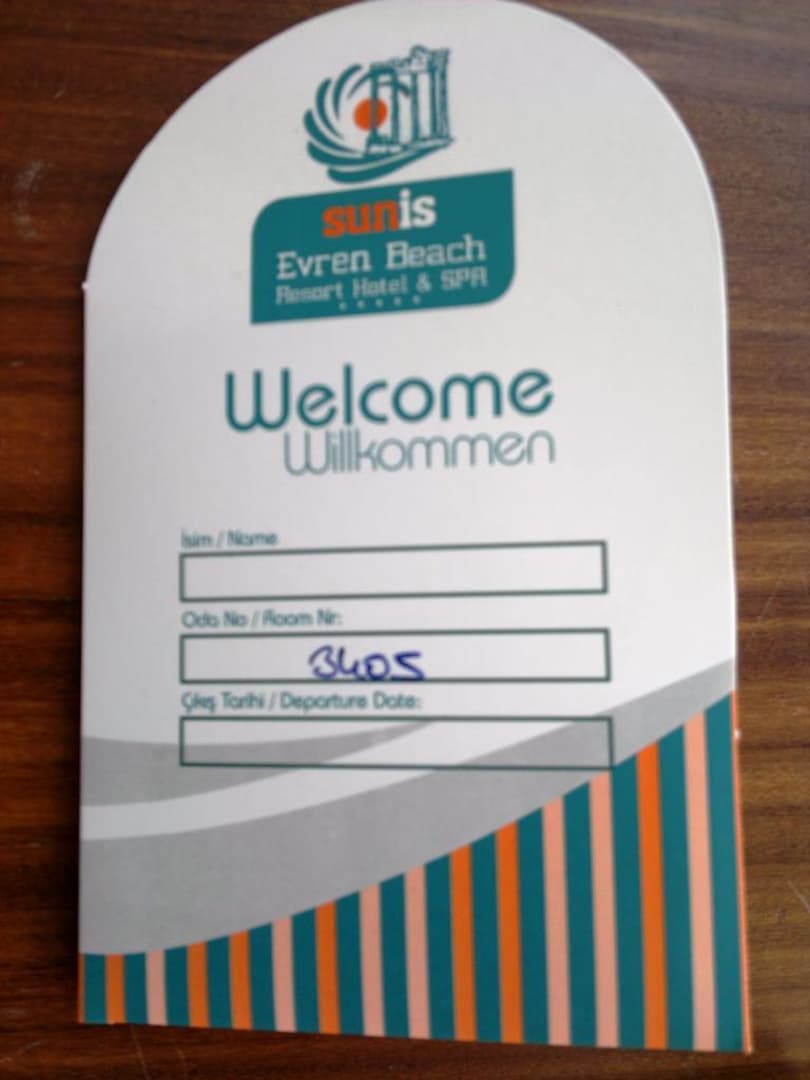 sunis
Evren Beach
Resort Hotel & SPA
Welcome
Willkommen
İsim / Name
Oda No / Room Nr:
3405
Çıkış Tarihi / Departure Date: